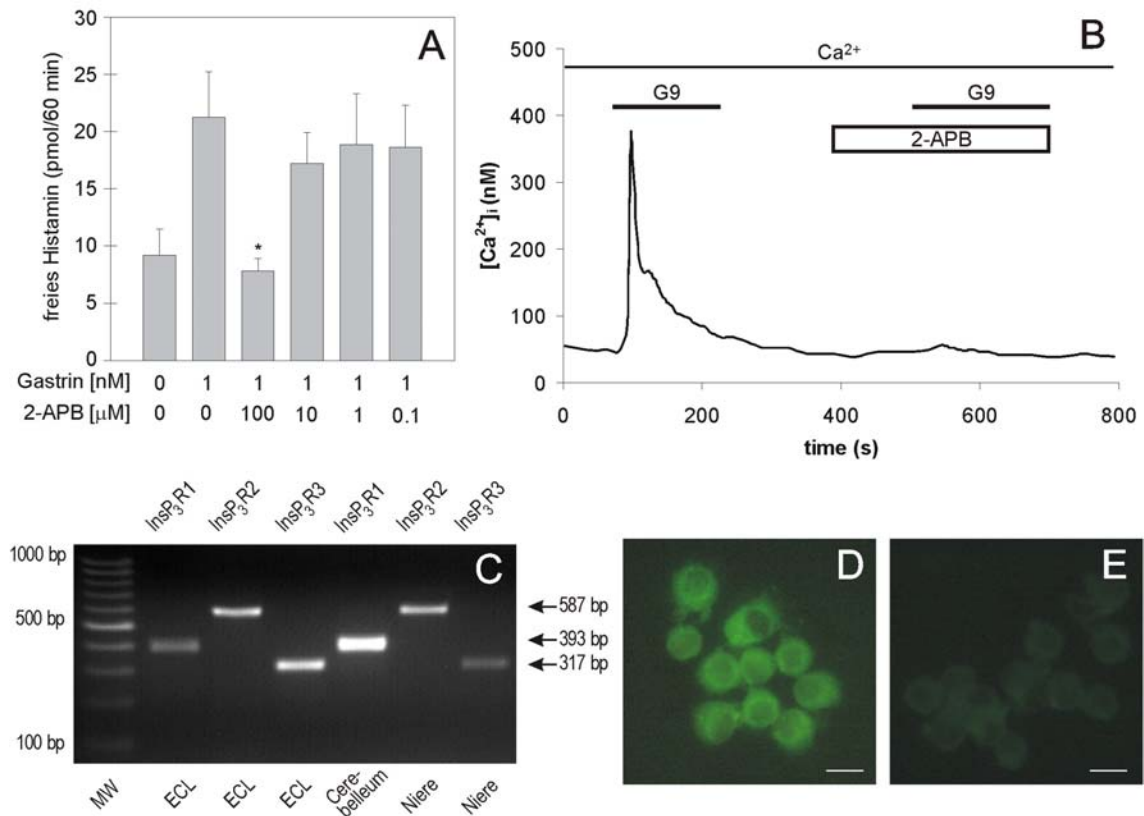 A
30
25
20
15
10
5
0
freies Histamin (pmol/60 min)
Gastrin [nM] 0 1 1 1 1 1
2-APB [µM] 0 0 100 10 1 0.1
*
B
500
400
300
200
100
0
[Ca²⁺]ᵢ (nM)
Ca²⁺
G9 G9
2-APB
0 200 400 600 800
time (s)
InsP₃R1 InsP₃R2 InsP₃R3 InsP₃R1 InsP₃R2 InsP₃R3
C
1000 bp
500 bp
100 bp
587 bp
393 bp
317 bp
MW ECL ECL ECL Cere-belleum Niere Niere
D
E